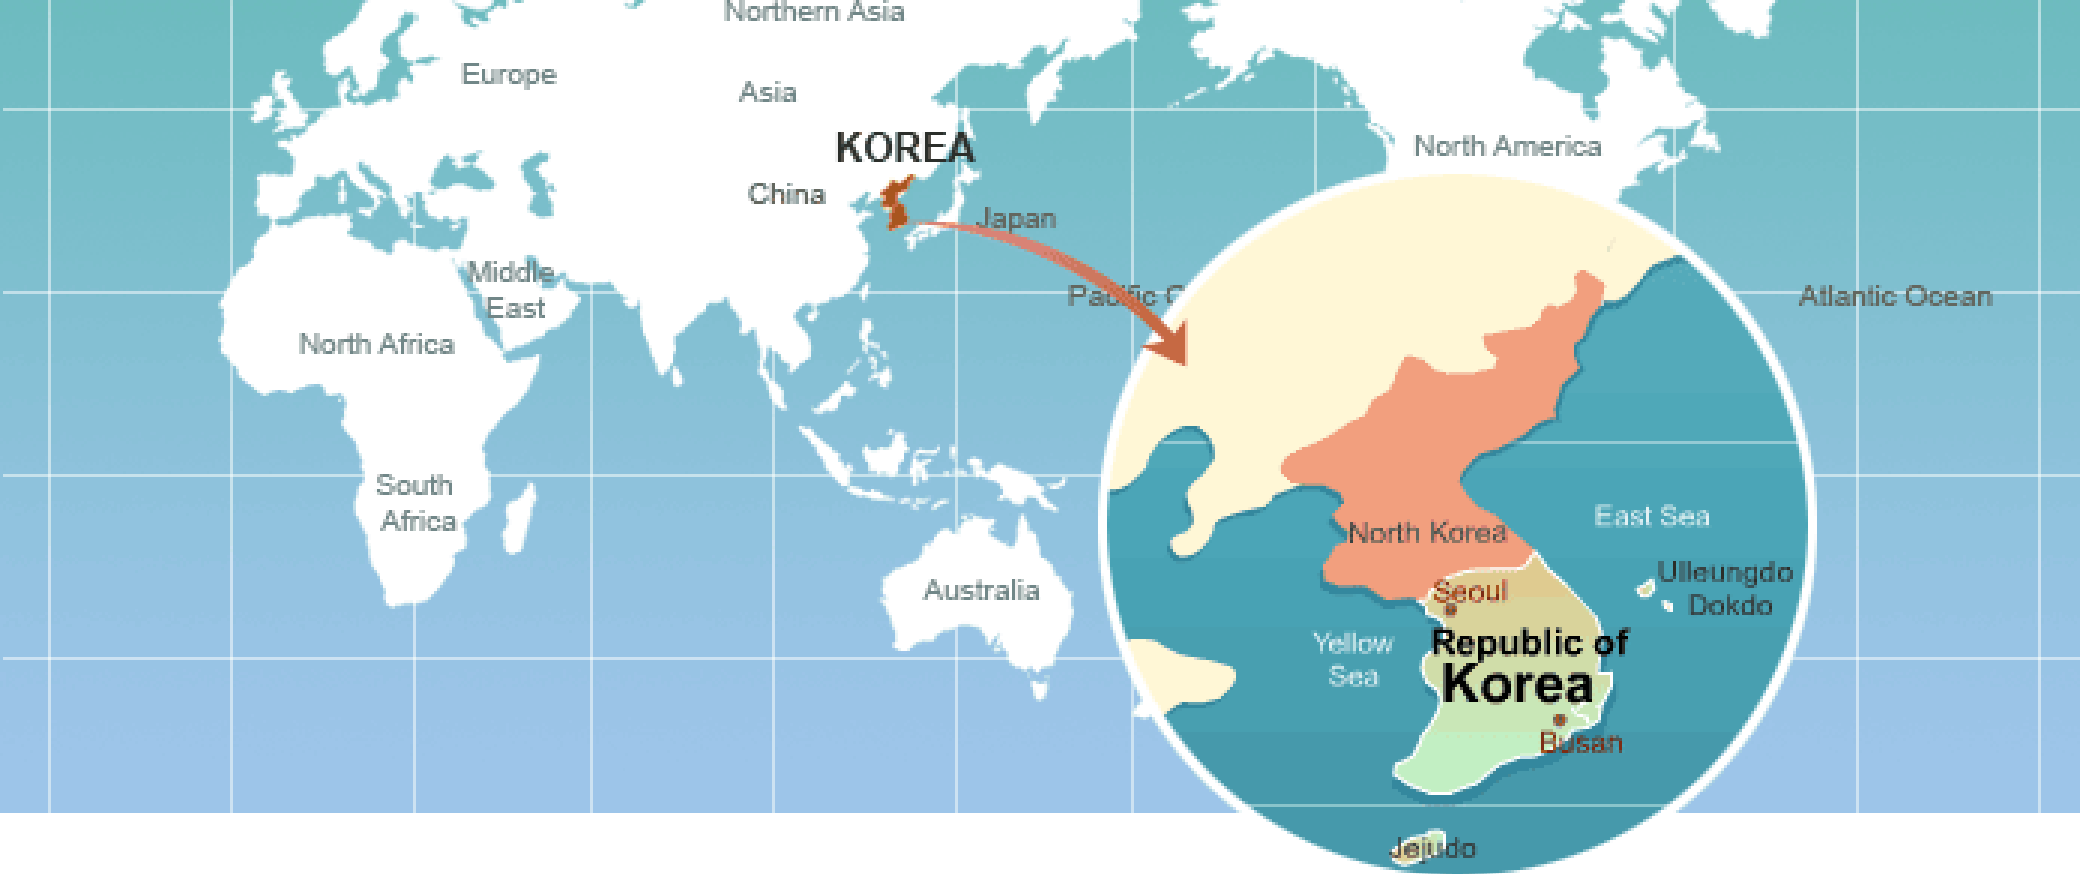 Northern Asia
Europe
Asia
KOREA
North America
China
Japan
Middle
East
Pacific
Atlantic Ocean
North Africa
South
Africa
Australia
North Korea
East Sea
Ulleungdo
Dokdo
Seoul
Yellow
Sea
Republic of
Korea
Busan
Jejudo